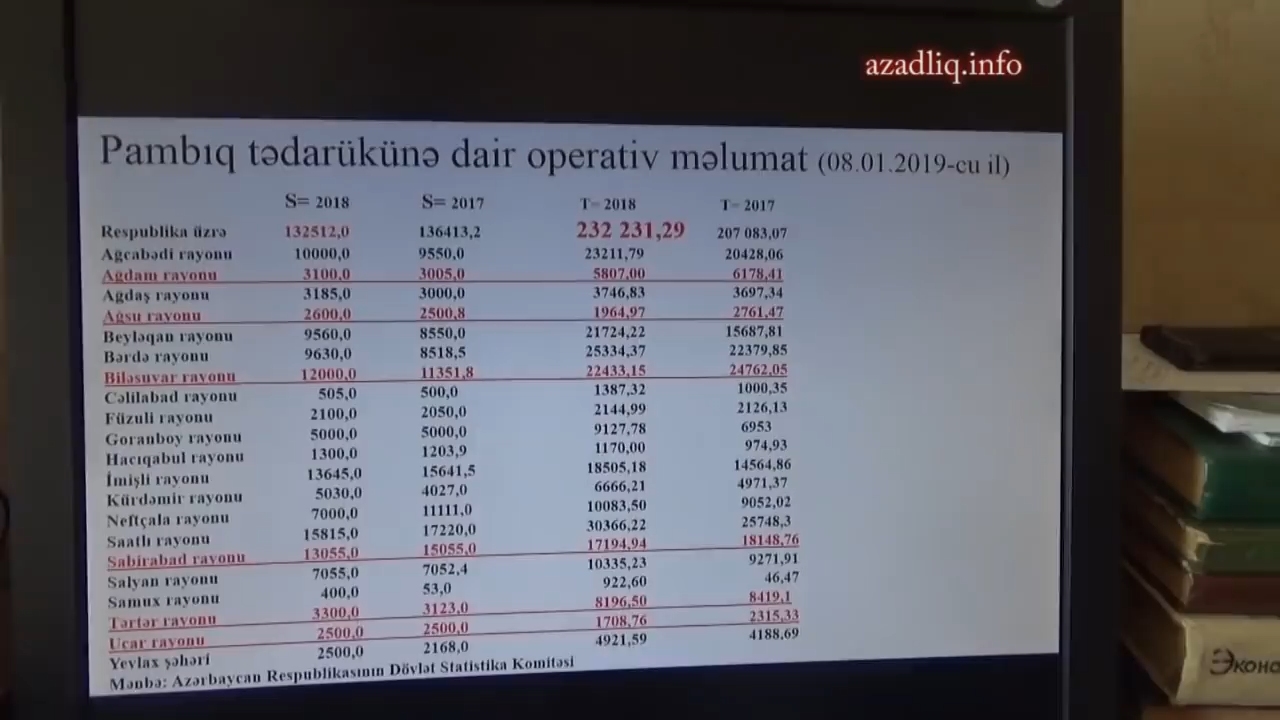 azadliq.info
Pambıq tədarükünə dair operativ məlumat (08.01.2019-cu il)
S= 2018 S= 2017 T= 2018 T= 2017
Respublika üzrə 132512,0 136413,2 232 231,29 207 083,07
Ağcabədi rayonu 10000,0 9550,0 23211,79 20428,06
Ağdam rayonu 3100,0 3005,0 5807,00 6178,41
Ağdaş rayonu 3185,0 3000,0 3746,83 3697,34
Ağsu rayonu 2600,0 2500,8 1964,97 2761,47
Beyləqan rayonu 9560,0 8550,0 21724,22 15687,81
Bərdə rayonu 9630,0 8518,5 25334,37 22379,85
Biləsuvar rayonu 12000,0 11351,8 22433,15 24762,05
Cəlilabad rayonu 505,0 500,0 1387,32 1000,35
Füzuli rayonu 2100,0 2050,0 2144,99 2126,13
Goranboy rayonu 5000,0 5000,0 9127,78 6953
Hacıqabul rayonu 1300,0 1203,9 1170,00 974,93
İmişli rayonu 13645,0 15641,5 18505,18 14564,86
Kürdəmir rayonu 5030,0 4027,0 6666,21 4971,37
Neftçala rayonu 7000,0 11111,0 10083,50 9052,02
Saatlı rayonu 15815,0 17220,0 30366,22 25748,3
Sabirabad rayonu 13055,0 15055,0 17194,94 18148,76
Salyan rayonu 7055,0 7052,4 10335,23 9271,91
Samux rayonu 400,0 53,0 922,60 46,47
Tərtər rayonu 3300,0 3123,0 8196,50 8419,1
Ucar rayonu 2500,0 2500,0 1708,76 2315,33
Yevlax şəhəri 2500,0 2168,0 4921,59 4188,69
Mənbə: Azərbaycan Respublikasının Dövlət Statistika Komitəsi